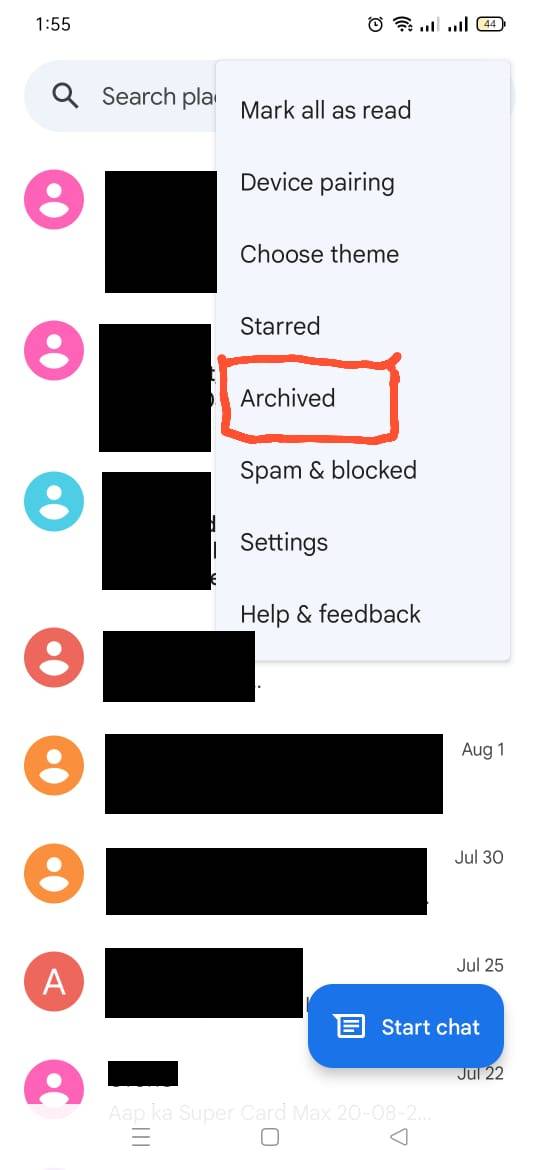 1:55
44
Search pla
Mark all as read
Device pairing
Choose theme
Starred
Archived
Spam & blocked
Settings
Help & feedback
Aug 1
Jul 30
A
Jul 25
Start chat
Jul 22
Aap ka Super Card Max 20-08-2...